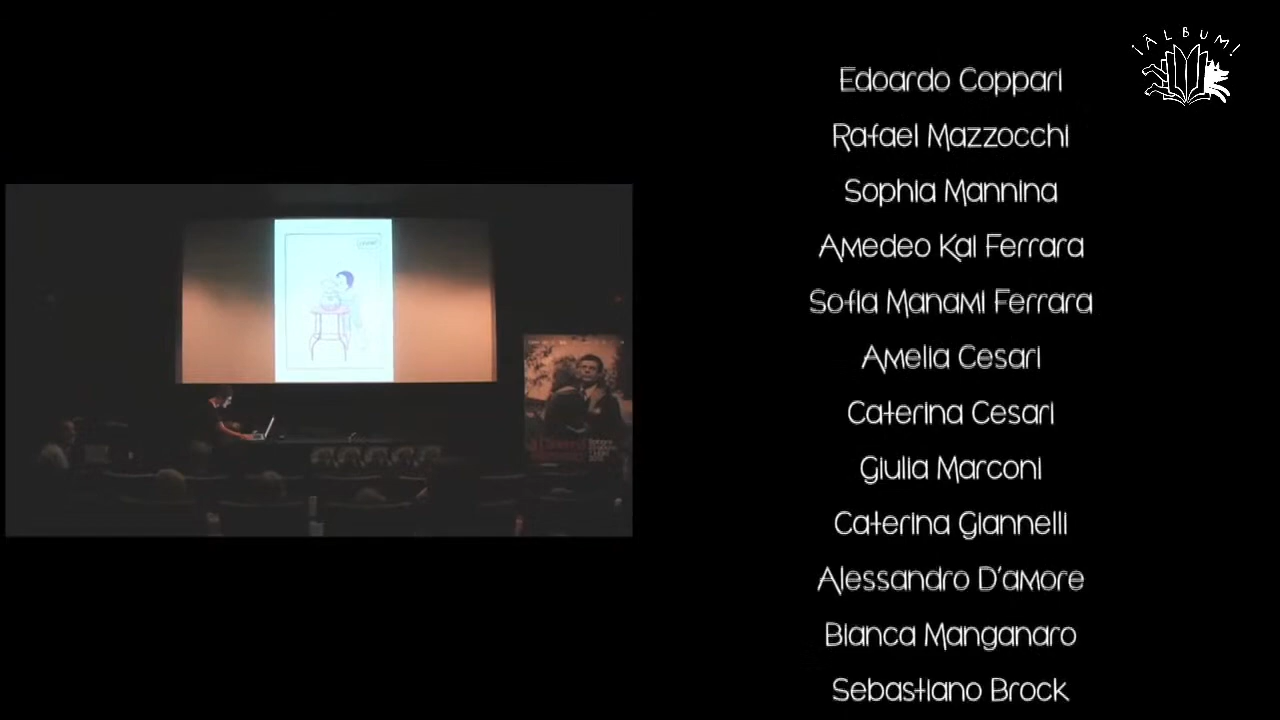 ¡ÁLBUM!
Edoardo Coppari
Rafael Mazzocchi
Sophia Mannina
Amedeo Kai Ferrara
Sofia Manami Ferrara
Amelia Cesari
Caterina Cesari
Giulia Marconi
Caterina Giannelli
Alessandro D'amore
Bianca Manganaro
Sebastiano Brock